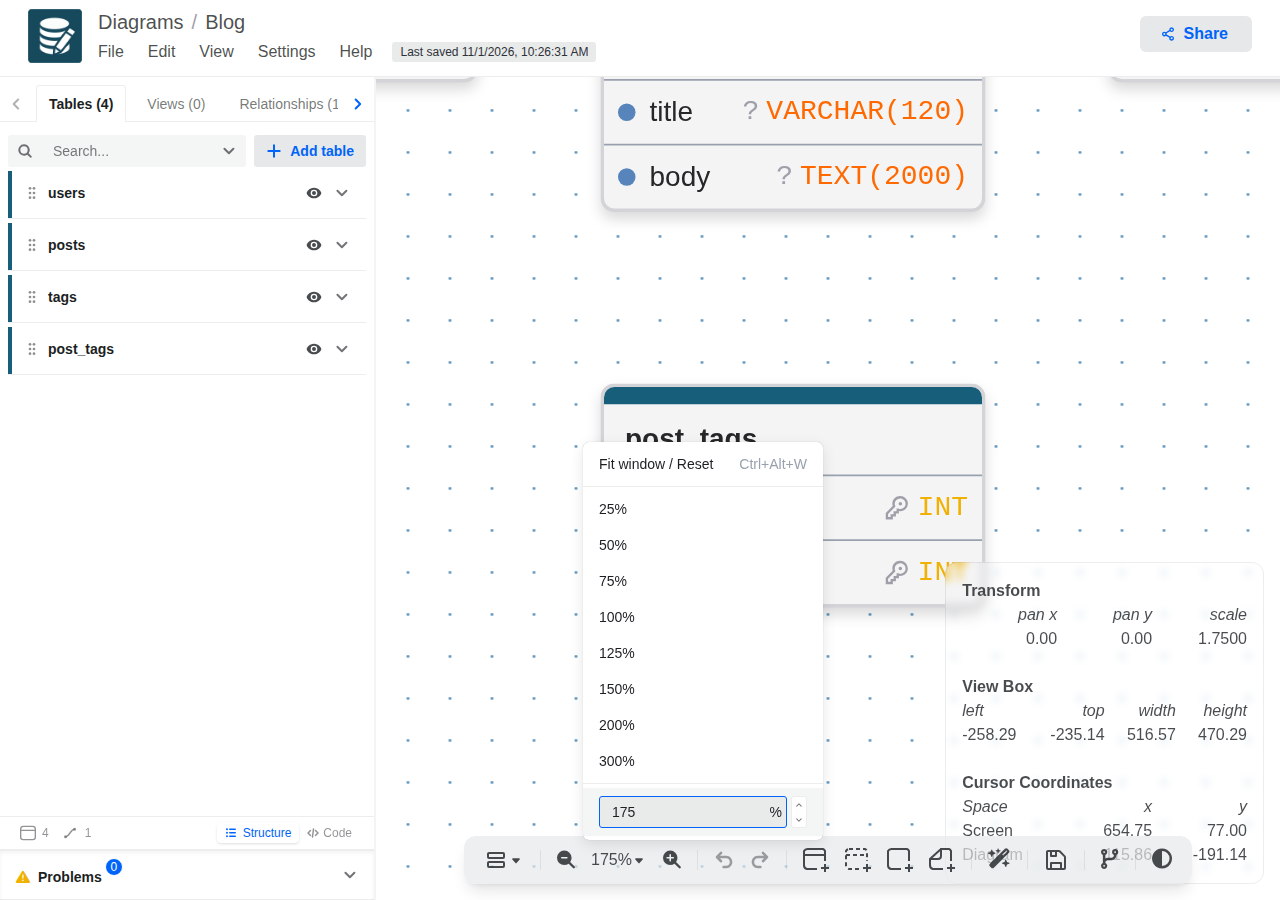 Diagrams / Blog
File Edit View Settings Help Last saved 11/1/2026, 10:26:31 AM
Share
Tables (4) Views (0) Relationships (1
Search... Add table
users
posts
tags
post_tags
4 1 Structure Code
Problems 0
title ? VARCHAR(120)
body ? TEXT(2000)
post_tags
INT
INT
Fit window / Reset Ctrl+Alt+W
25%
50%
75%
100%
125%
150%
200%
300%
175 %
175%
Transform
pan x pan y scale
0.00 0.00 1.7500
View Box
left top width height
-258.29 -235.14 516.57 470.29
Cursor Coordinates
Space x y
Screen 654.75 77.00
Diagram -191.14